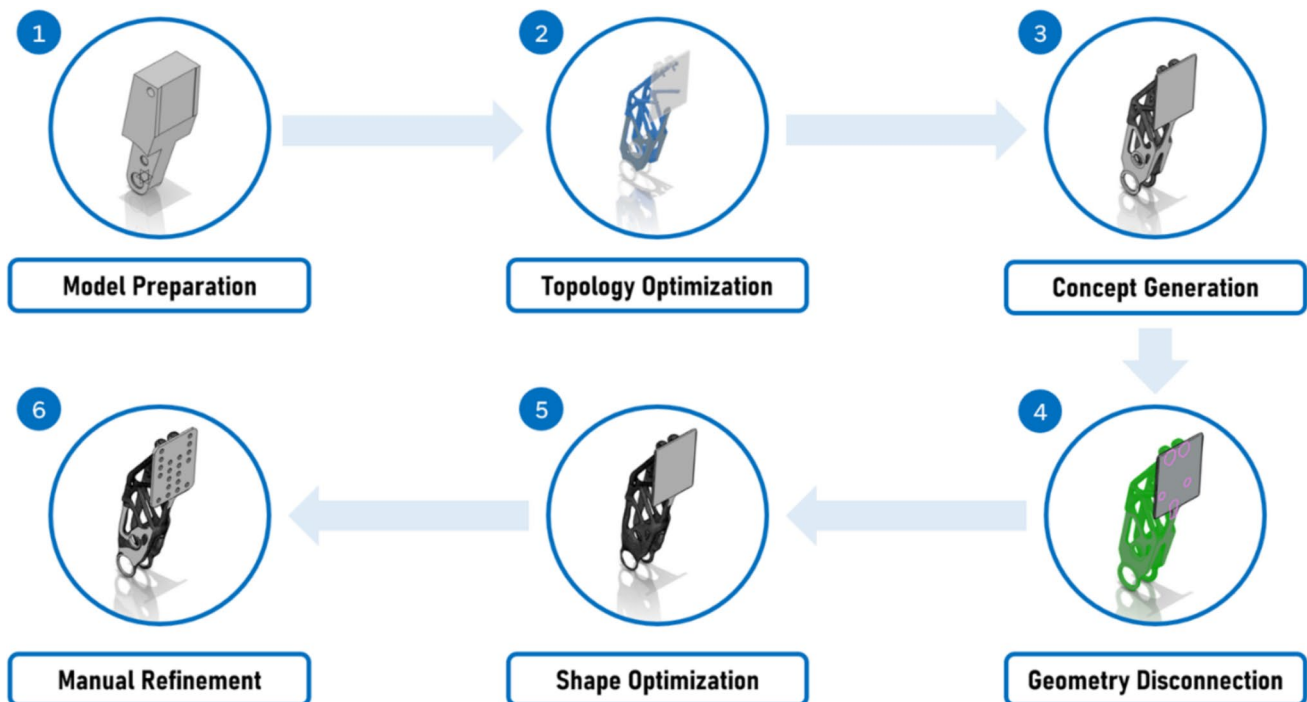 1
Model Preparation
2
Topology Optimization
3
Concept Generation
4
Geometry Disconnection
5
Shape Optimization
6
Manual Refinement